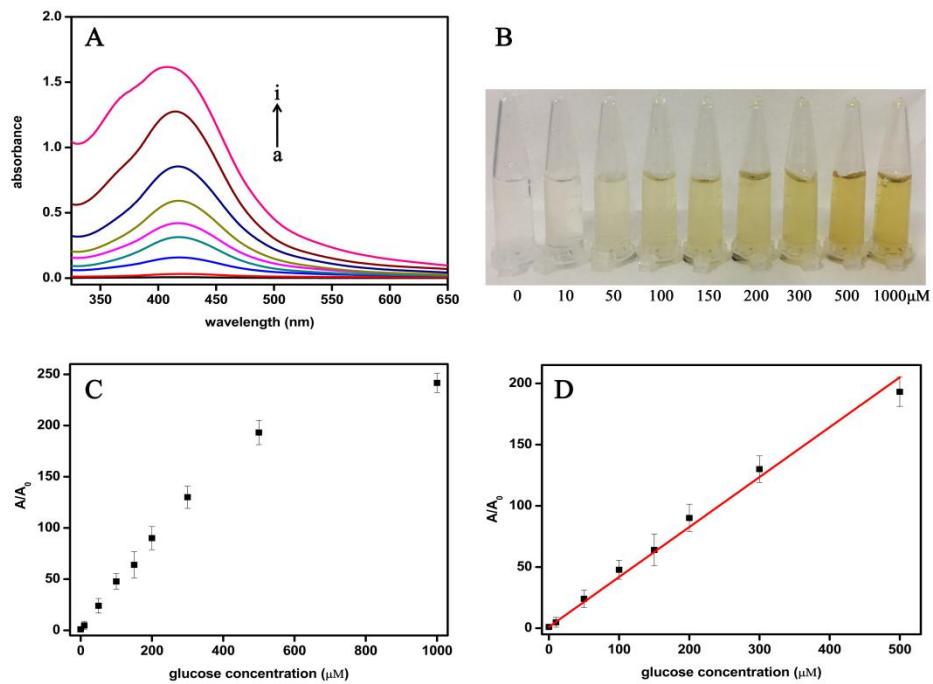 A
2.0
1.5
1.0
0.5
0.0
absorbance
i
a
350 400 450 500 550 600 650
wavelength (nm)
B
0 10 50 100 150 200 300 500 1000μM
C
250
200
150
100
50
0
A/A0
0 200 400 600 800 1000
glucose concentration (μM)
D
200
150
100
50
0
A/A0
0 100 200 300 400 500
glucose concentration (μM)